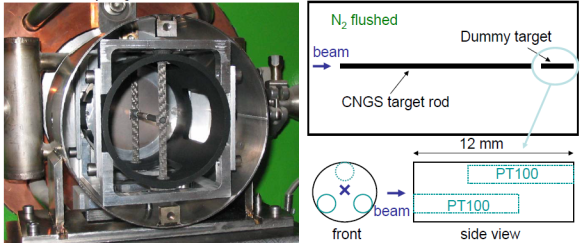 N2 flushed
Dummy target
beam
CNGS target rod
12 mm
PT100
PT100
beam
front
side view